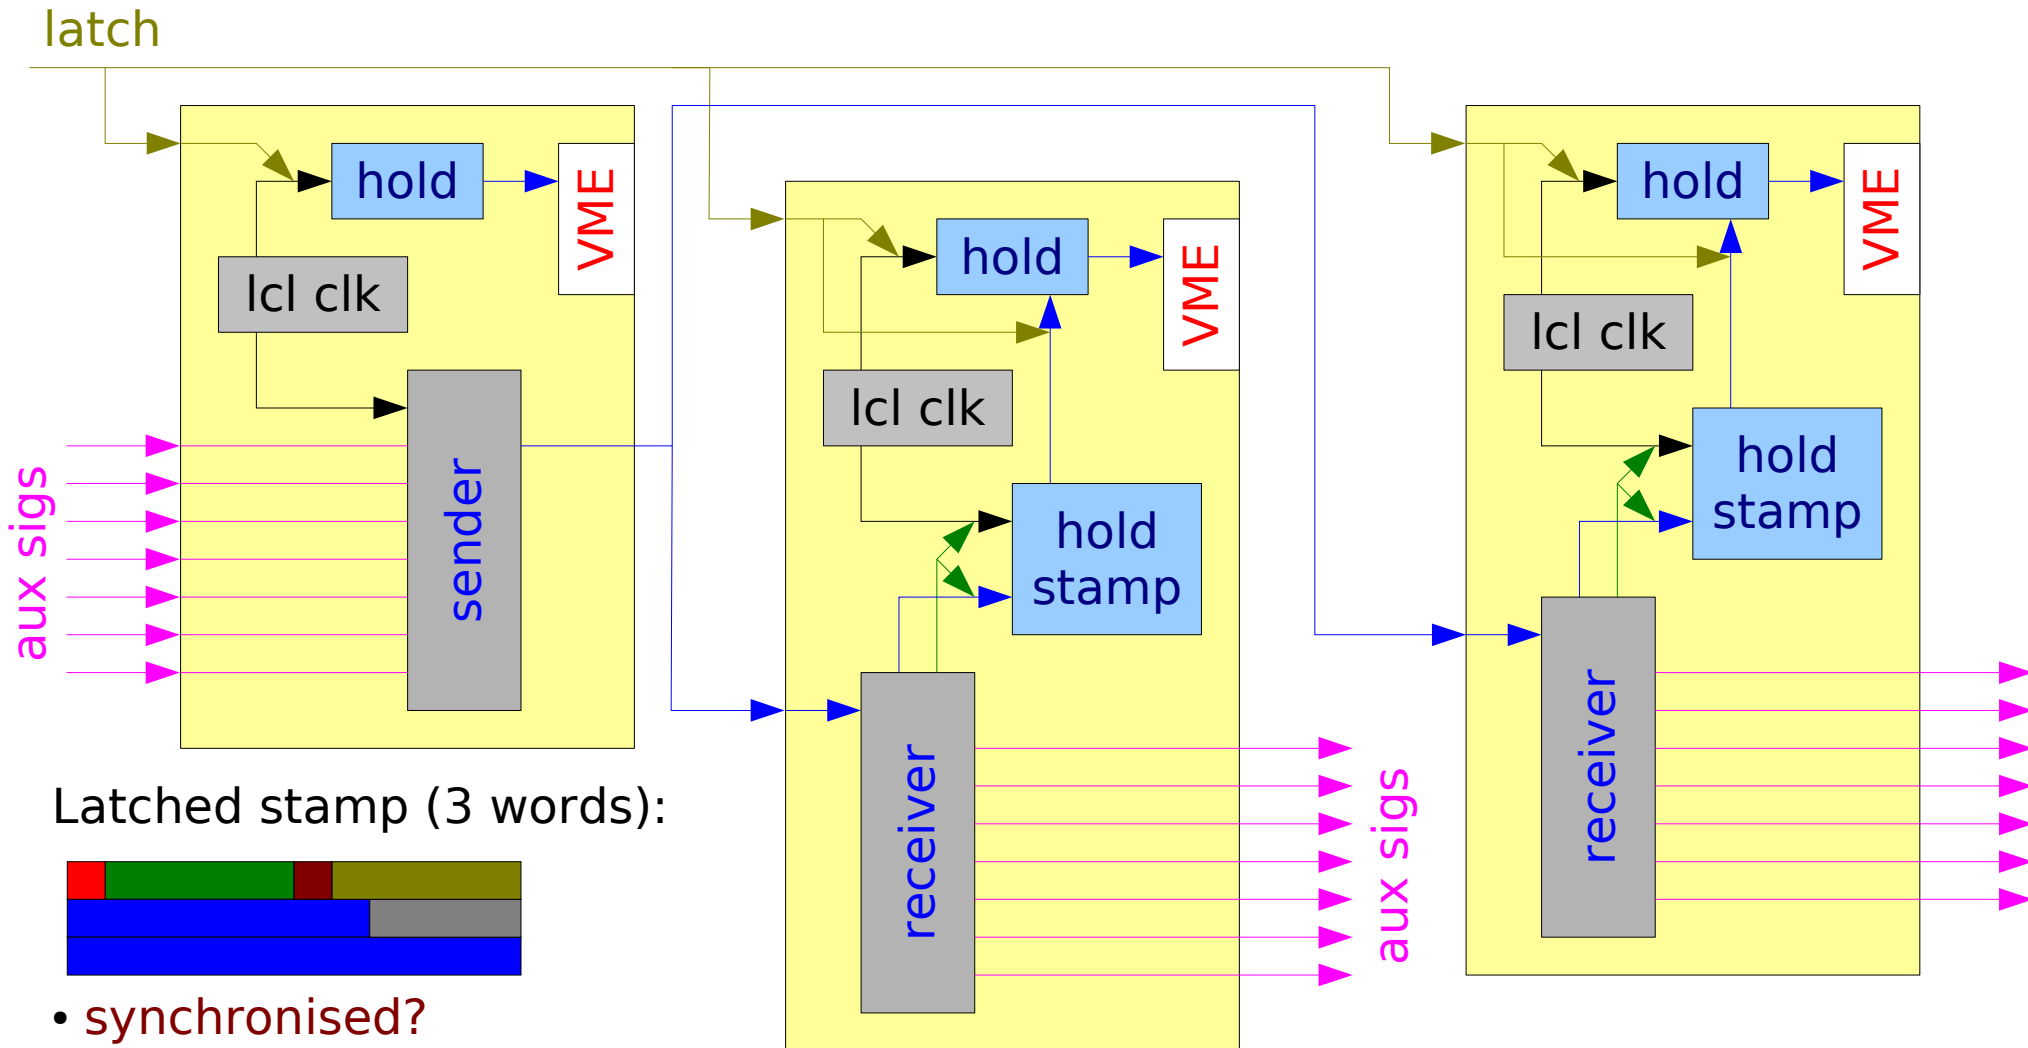 latch
hold
VME
lcl clk
sender
aux sigs
hold
VME
lcl clk
hold
stamp
receiver
aux sigs
hold
VME
lcl clk
hold
stamp
receiver
Latched stamp (3 words):
• synchronised?